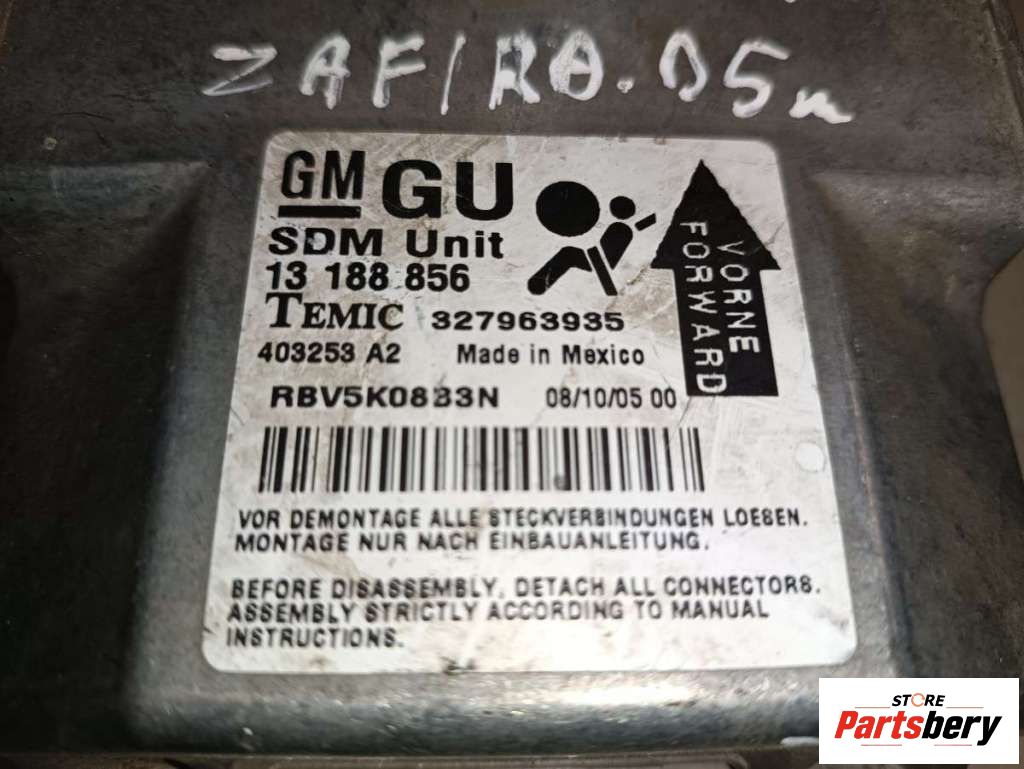 ZAFIRA.05m
GM GU
SDM Unit
13 188 856
TEMIC 327963935
403253 A2 Made in Mexico
RBV5K0833N 08/10/05 00
VORNE
FORWARD
VOR DEMONTAGE ALLE STECKVERBINDUNGEN LOESEN.
MONTAGE NUR NACH EINBAUANLEITUNG.
BEFORE DISASSEMBLY, DETACH ALL CONNECTORS.
ASSEMBLY STRICTLY ACCORDING TO MANUAL
INSTRUCTIONS.
STORE
Partsbery